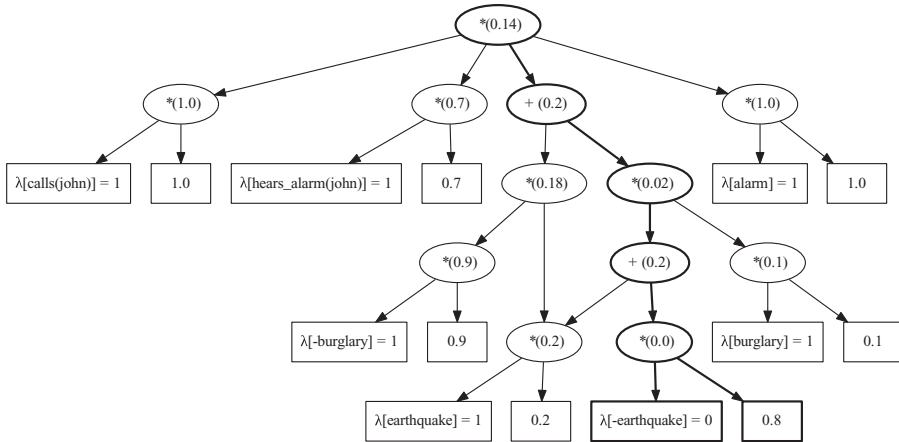 *(0.14)
*(1.0)
*(0.7)
+ (0.2)
*(1.0)
λ[calls(john)] = 1
1.0
λ[hears_alarm(john)] = 1
0.7
*(0.18)
*(0.02)
λ[alarm] = 1
1.0
*(0.9)
+ (0.2)
*(0.1)
λ[-burglary] = 1
0.9
*(0.2)
*(0.0)
λ[burglary] = 1
0.1
λ[earthquake] = 1
0.2
λ[-earthquake] = 0
0.8